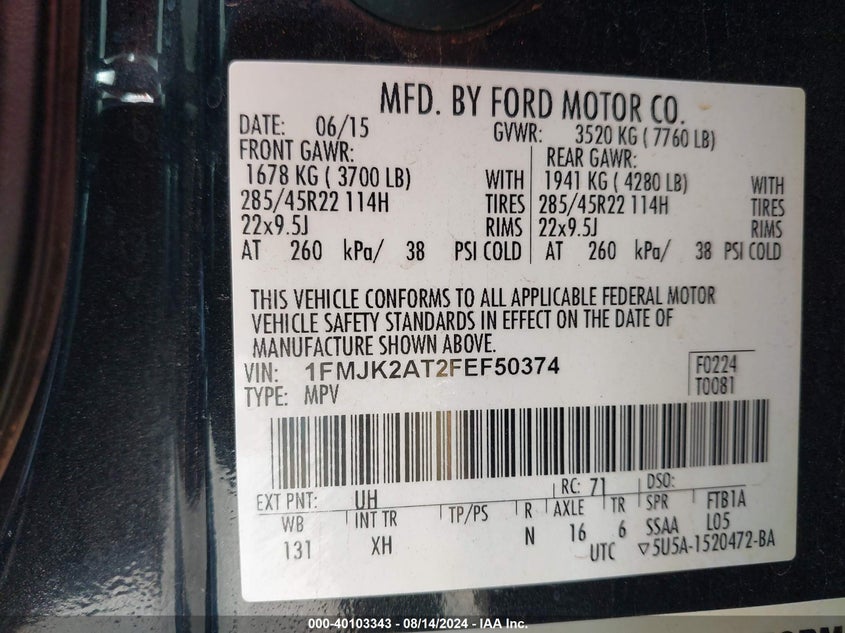 MFD. BY FORD MOTOR CO.
DATE: 06/15 GVWR: 3520 KG ( 7760 LB)
FRONT GAWR: REAR GAWR:
1678 KG ( 3700 LB) WITH 1941 KG ( 4280 LB) WITH
285/45R22 114H TIRES 285/45R22 114H TIRES
22x9.5J RIMS 22x9.5J RIMS
AT 260 kPa/ 38 PSI COLD AT 260 kPa/ 38 PSI COLD
THIS VEHICLE CONFORMS TO ALL APPLICABLE FEDERAL MOTOR
VEHICLE SAFETY STANDARDS IN EFFECT ON THE DATE OF
MANUFACTURE SHOWN ABOVE.
VIN: 1FMJK2AT2FEF50374 F0224
TYPE: MPV T0081
EXT PNT: UH RC: 71 DSO:
WB INT TR TP/PS R AXLE TR SPR FTB1A
131 XH N 16 6 SSAA L05
UTC ▽5U5A-1520472-BA
000-40103343 - 08/14/2024 - IAA Inc.